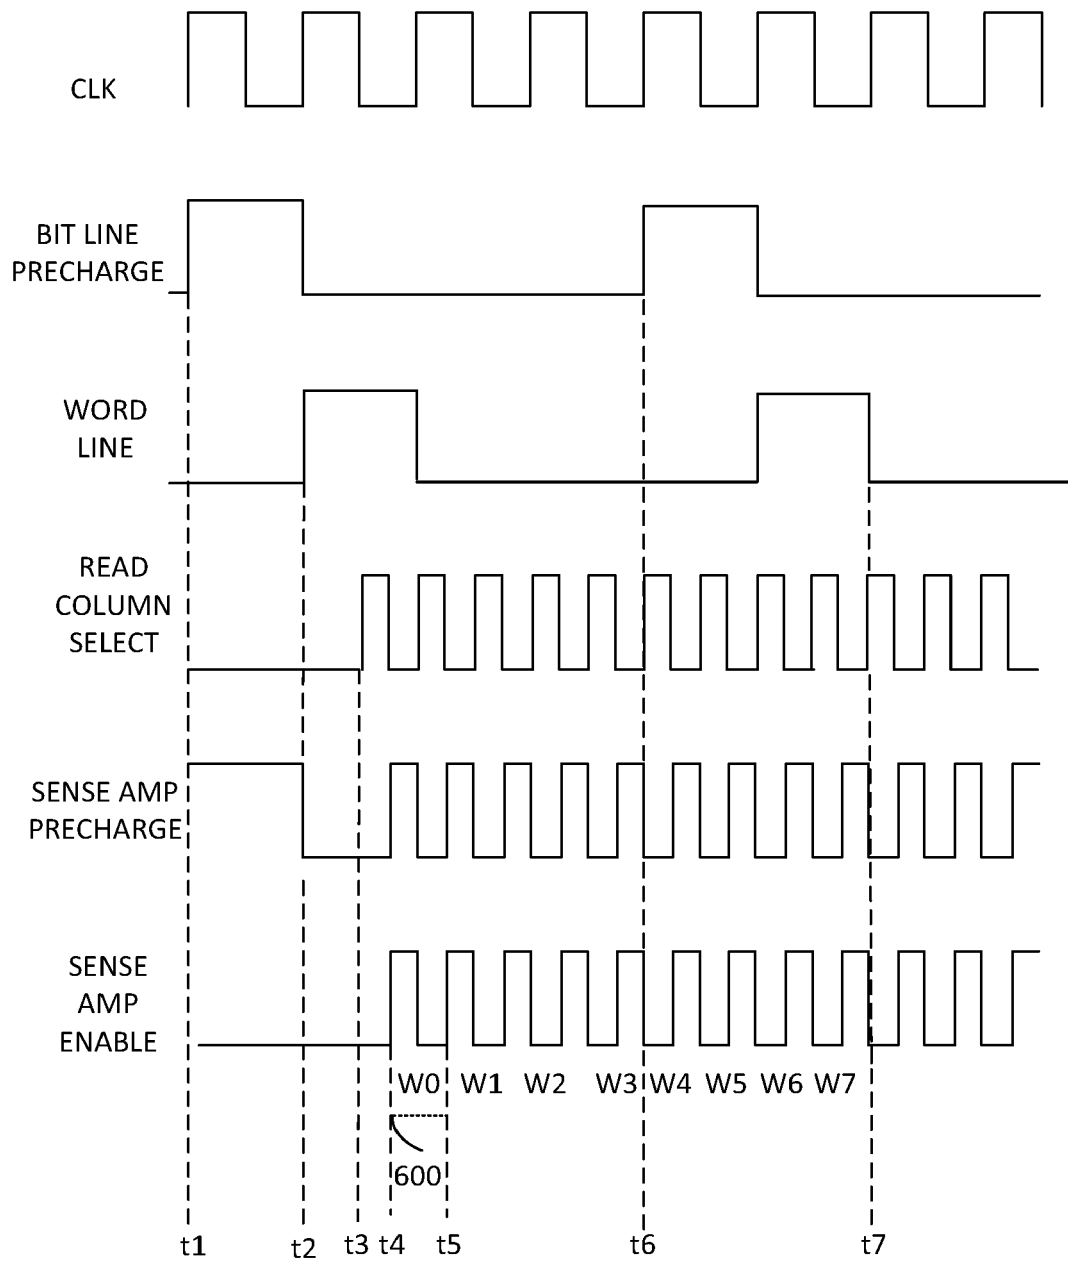 CLK
BIT LINE
PRECHARGE
WORD
LINE
READ
COLUMN
SELECT
SENSE AMP
PRECHARGE
SENSE
AMP
ENABLE
W0 W1 W2 W3 W4 W5 W6 W7
600
t1 t2 t3 t4 t5 t6 t7